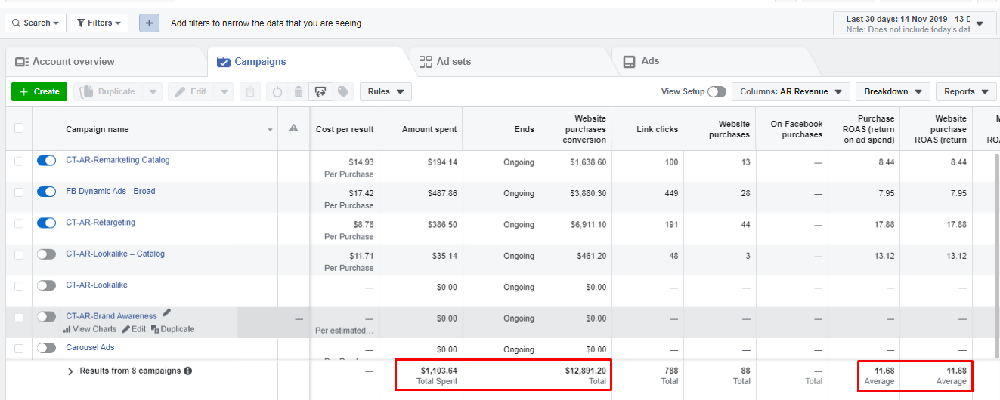 Search Filters + Add filters to narrow the data that you are seeing. Last 30 days: 14 Nov 2019 - 13 D
Note: Does not include today's dat
Account overview Campaigns Ad sets Ads
+ Create Duplicate Edit Rules View Setup Columns: AR Revenue Breakdown Reports
Campaign name Cost per result Amount spent Ends Website purchases conversion Link clicks Website purchases On-Facebook purchases Purchase ROAS (return on ad spend) Website purchase ROAS (return M ROA
CT-AR-Remarketing Catalog $14.93 $194.14 Ongoing $1,638.60 100 13 — 8.44 8.44
Per Purchase
FB Dynamic Ads - Broad $17.42 $487.86 Ongoing $3,880.30 449 28 — 7.95 7.95
Per Purchase
CT-AR-Retargeting $8.78 $386.50 Ongoing $6,911.10 191 44 — 17.88 17.88
Per Purchase
CT-AR-Lookalike – Catalog $11.71 $35.14 Ongoing $461.20 48 3 — 13.12 13.12
Per Purchase
CT-AR-Lookalike — $0.00 Ongoing $0.00 — — — — —
CT-AR-Brand Awareness — — $0.00 Ongoing $0.00 — — — — —
View Charts Edit Duplicate Per estimated...
Carousel Ads — $0.00 Ongoing $0.00 — — — — —
Results from 8 campaigns — $1,103.64 $12,891.20 788 88 — 11.68 11.68
Total Spent Total Total Total Total Average Average